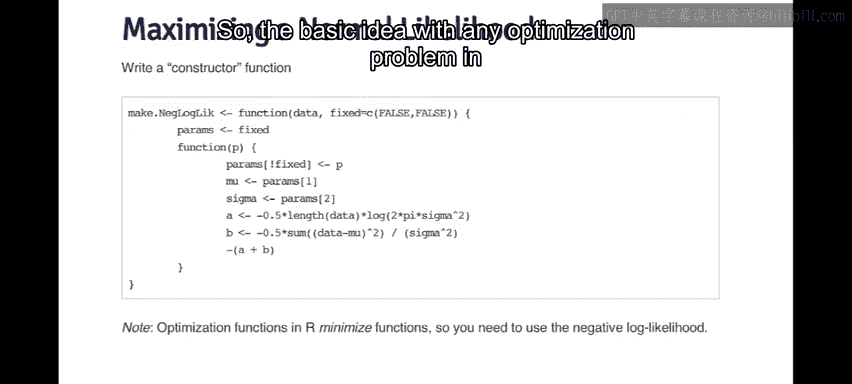 Maximising a Normal Likelihood
So, the basic idea with any optimization
problem in
Write a “constructor” function
make.NegLogLik <- function(data, fixed=c(FALSE,FALSE)) {
params <- fixed
function(p) {
params[!fixed] <- p
mu <- params[1]
sigma <- params[2]
a <- -0.5*length(data)*log(2*pi*sigma^2)
b <- -0.5*sum((data-mu)^2) / (sigma^2)
-(a + b)
}
}
Note: Optimization functions in R minimize functions, so you need to use the negative log-likelihood.